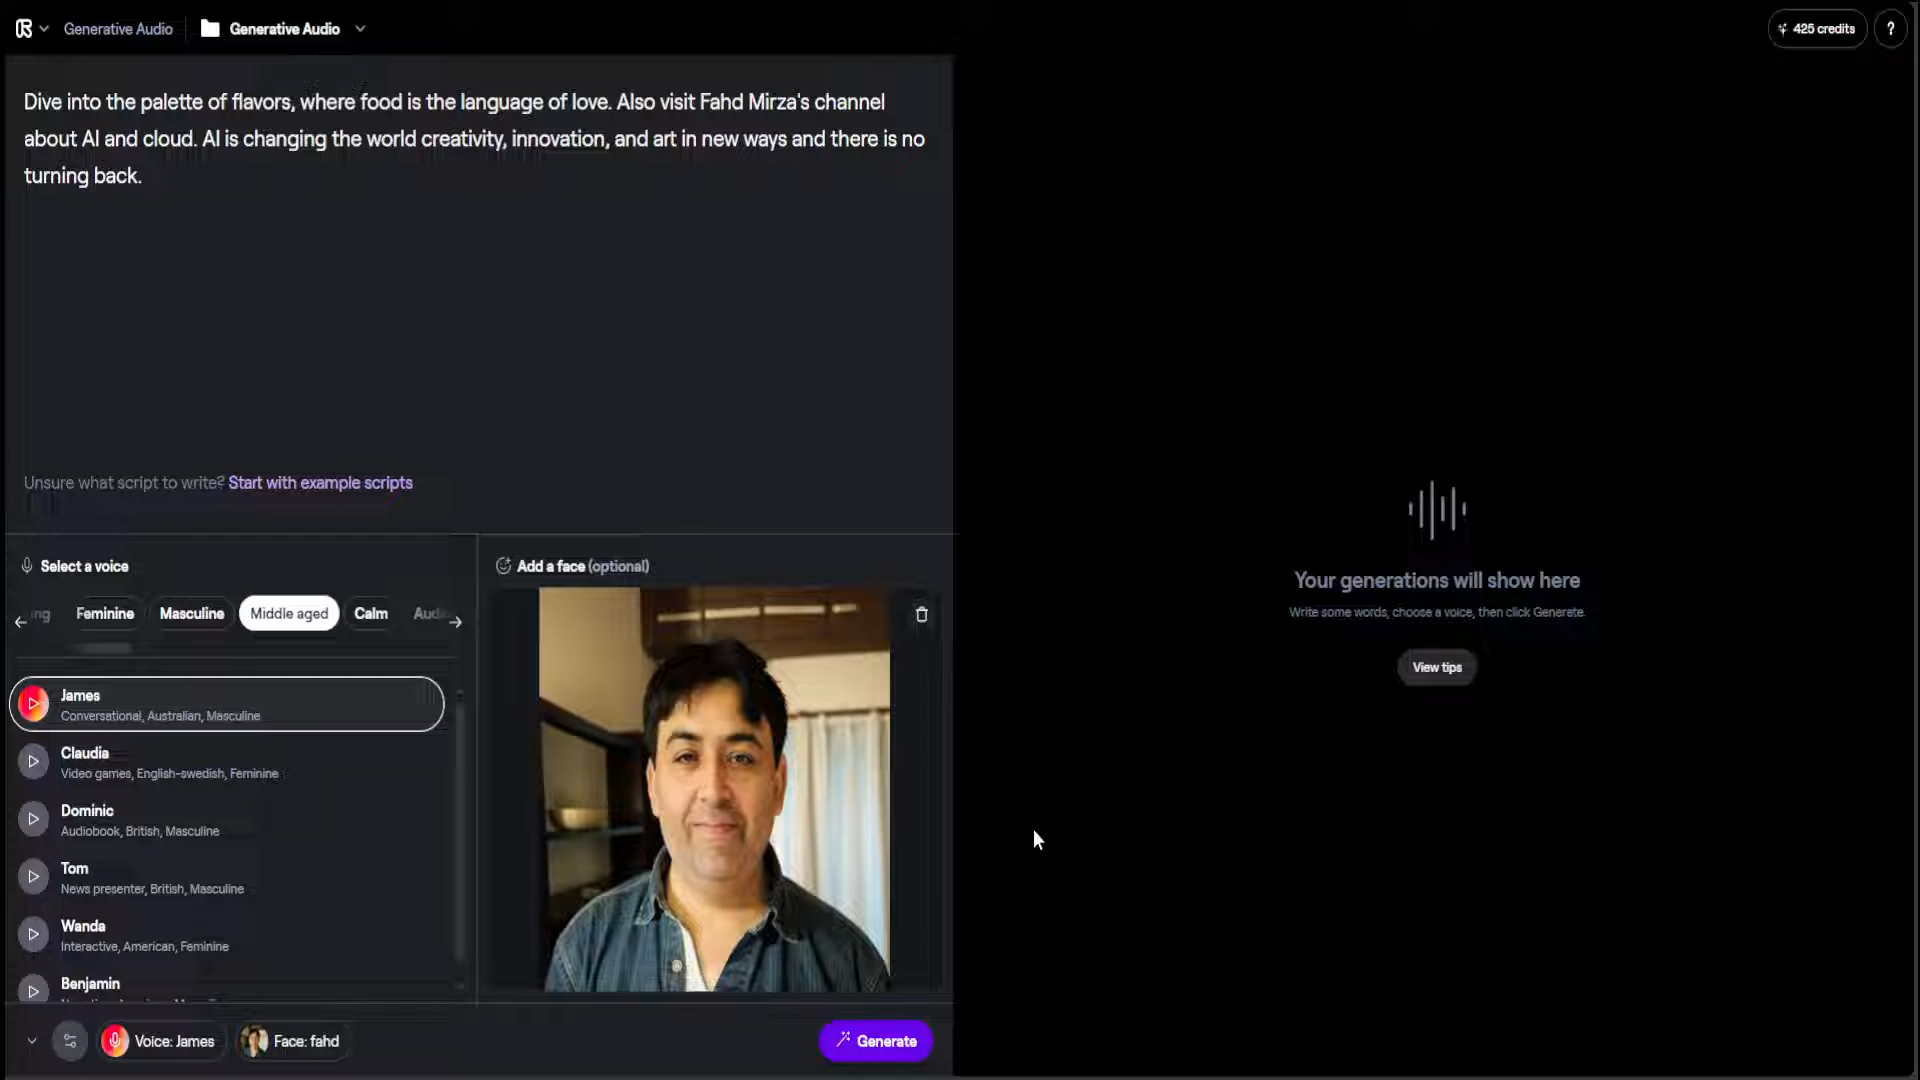 Generative Audio
Generative Audio
425 credits
?
Dive into the palette of flavors, where food is the language of love. Also visit Fahd Mirza's channel
about AI and cloud. AI is changing the world creativity, innovation, and art in new ways and there is no
turning back.
Unsure what script to write? Start with example scripts
Select a voice
Feminine
Masculine
Middle aged
Calm
James
Conversational, Australian, Masculine
Claudia
Video games, English-swedish, Feminine
Dominic
Audiobook, British, Masculine
Tom
News presenter, British, Masculine
Wanda
Interactive, American, Feminine
Benjamin
Add a face (optional)
Voice: James
Face: fahd
Generate
Your generations will show here
Write some words, choose a voice, then click Generate.
View tips